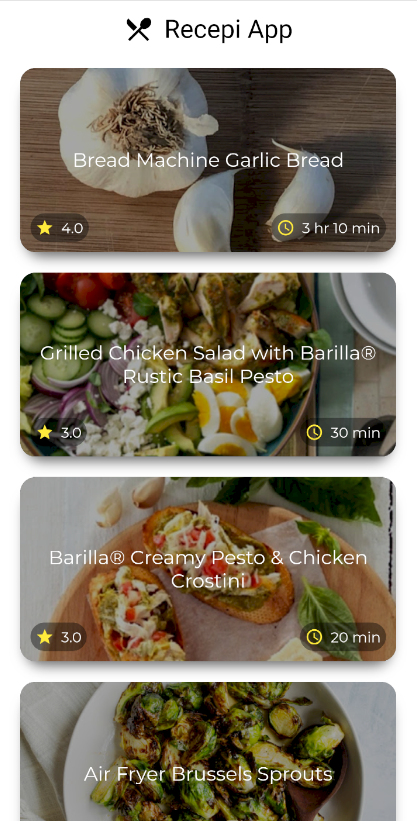 Recepi App
Bread Machine Garlic Bread
4.0
3 hr 10 min
Grilled Chicken Salad with Barilla®
Rustic Basil Pesto
3.0
30 min
Barilla® Creamy Pesto & Chicken
Crostini
3.0
20 min
Air Fryer Brussels Sprouts